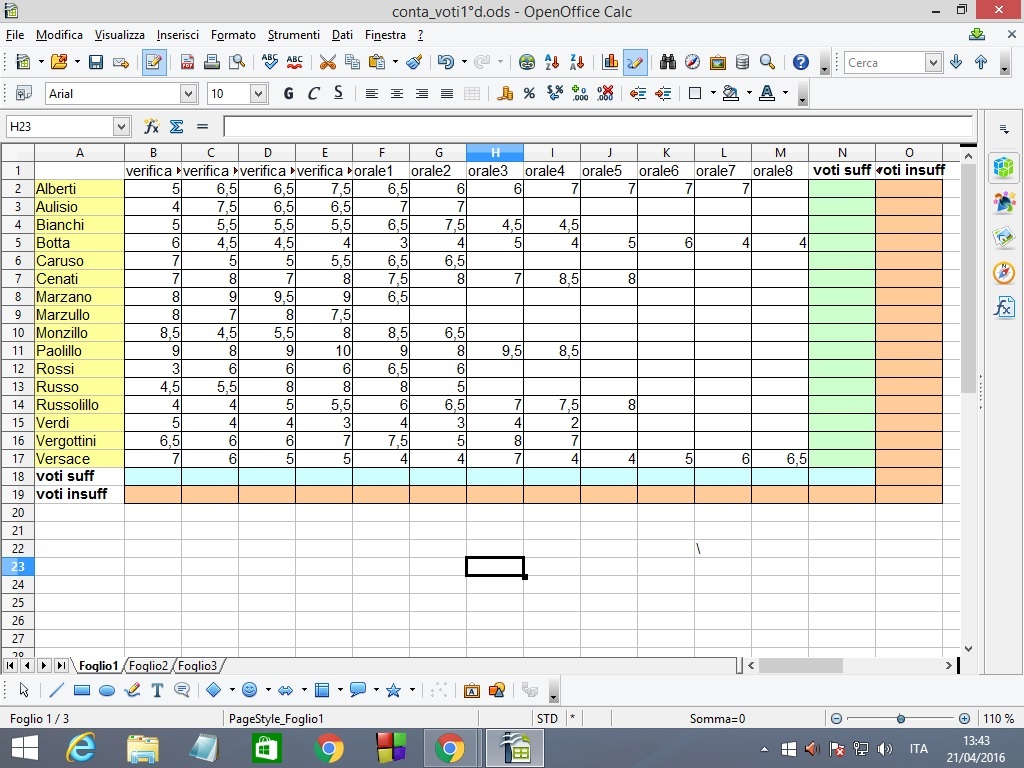 conta_voti1°d.ods - OpenOffice Calc
File Modifica Visualizza Inserisci Formato Strumenti Dati Finestra ?
Cerca
Arial 10 G C S
H23
A B C D E F G H I J K L M N O
1 verifica verifica verifica verifica orale1 orale2 orale3 orale4 orale5 orale6 orale7 orale8 voti suff voti insuff
2 Alberti 5 6,5 6,5 7,5 6,5 6 6 7 7 7 7
3 Aulisio 4 7,5 6,5 6,5 7 7
4 Bianchi 5 5,5 5,5 5,5 6,5 7,5 4,5 4,5
5 Botta 6 4,5 4,5 4 3 4 5 4 5 6 4 4
6 Caruso 7 5 5 5,5 6,5 6,5
7 Cenati 7 8 7 8 7,5 8 7 8,5 8
8 Marzano 8 9 9,5 9 6,5
9 Marzullo 8 7 8 7,5
10 Monzillo 8,5 4,5 5,5 8 8,5 6,5
11 Paolillo 9 8 9 10 9 8 9,5 8,5
12 Rossi 3 6 6 6 6,5 6
13 Russo 4,5 5,5 8 8 8 5
14 Russolillo 4 4 5 5,5 6 6,5 7 7,5 8
15 Verdi 5 4 4 3 4 3 4 2
16 Vergottini 6,5 6 6 7 7,5 5 8 7
17 Versace 7 6 5 5 4 4 7 4 4 5 6 6,5
18 voti suff
19 voti insuff
20
21
22 \
23
24
25
26
27
28
Foglio1 Foglio2 Foglio3
Foglio 1 / 3 PageStyle_Foglio1 STD * Somma=0 110 %
ITA 13:43
21/04/2016